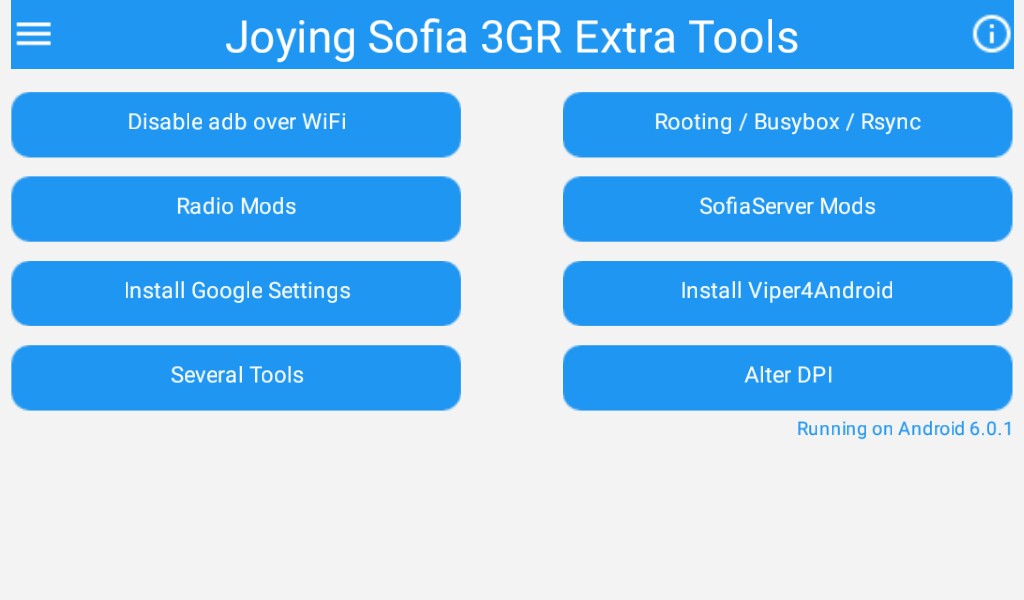 Joying Sofia 3GR Extra Tools
Disable adb over WiFi
Rooting / Busybox / Rsync
Radio Mods
SofiaServer Mods
Install Google Settings
Install Viper4Android
Several Tools
Alter DPI
Running on Android 6.0.1